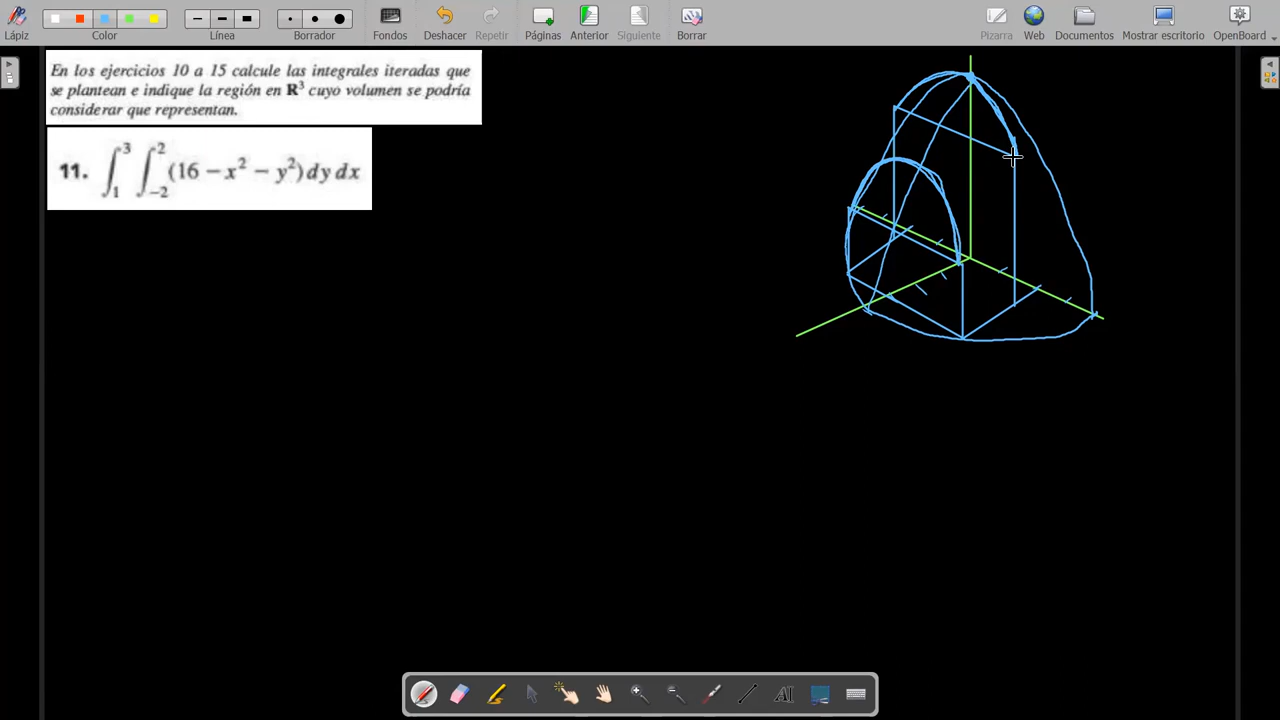 Lápiz Color Línea Borrador Fondos Deshacer Repetir Páginas Anterior Siguiente Borrar Pizarra Web Documentos Mostrar escritorio OpenBoard
En los ejercicios 10 a 15 calcule las integrales iteradas que
se plantean e indique la región en R³ cuyo volumen se podría
considerar que representan.
11. ∫₁³ ∫₋₂² (16 − x² − y²) dy dx
AI